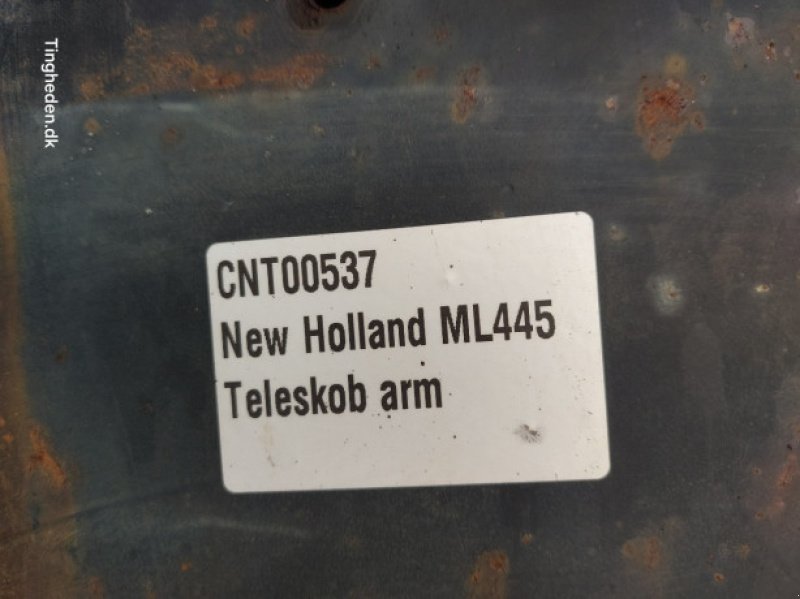 Tingheden.dk
CNT00537
New Holland ML445
Teleskob arm